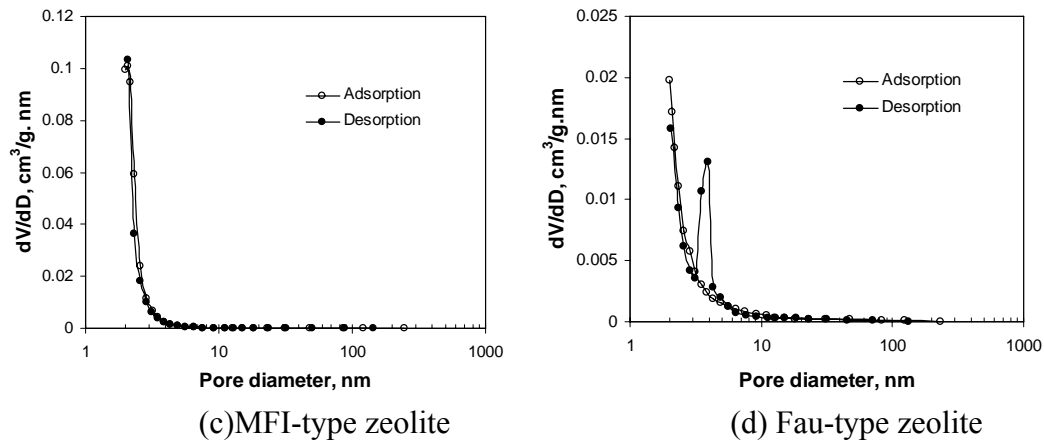 0.12
0.1
0.08
0.06
0.04
0.02
0
dV/dD, cm³/g. nm
Adsorption
Desorption
1
10
100
1000
Pore diameter, nm
(c)MFI-type zeolite
0.025
0.02
0.015
0.01
0.005
0
dV/dD, cm³/g.nm
Adsorption
Desorption
1
10
100
1000
Pore diameter, nm
(d) Fau-type zeolite